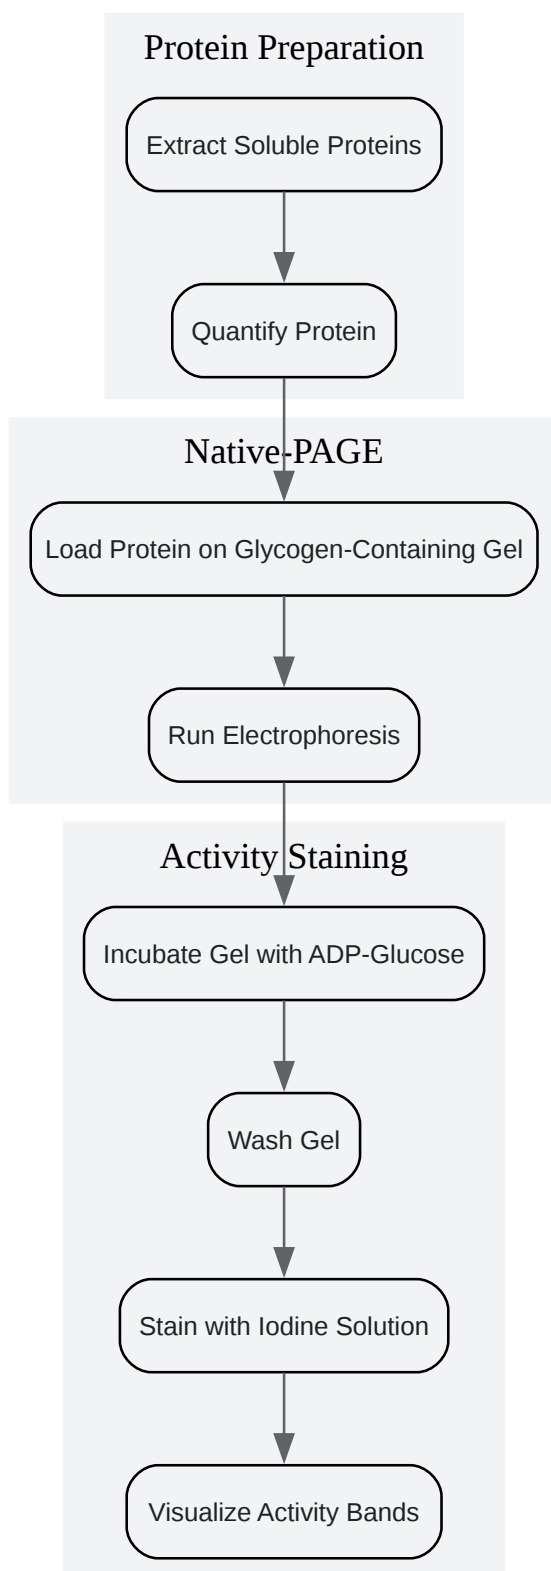 Protein Preparation
Extract Soluble Proteins
Quantify Protein
Native-PAGE
Load Protein on Glycogen-Containing Gel
Run Electrophoresis
Activity Staining
Incubate Gel with ADP-Glucose
Wash Gel
Stain with Iodine Solution
Visualize Activity Bands